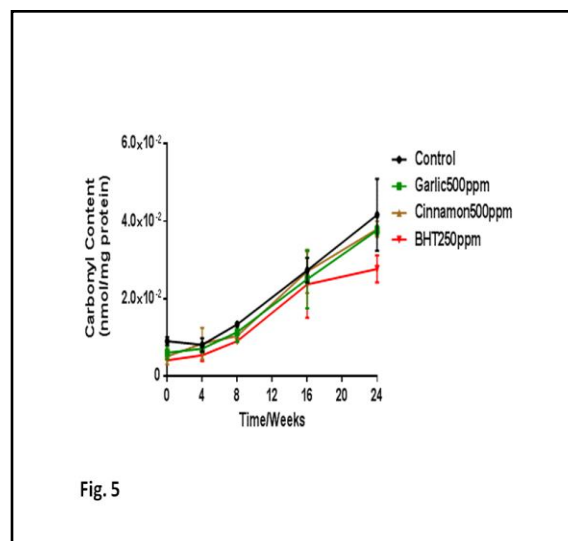 6.0x10-2
4.0x10-2
2.0x10-2
0
Carbonyl Content
(nmol/mg protein)
0 4 8 12 16 20 24
Time/Weeks
Control
Garlic500ppm
Cinnamon500ppm
BHT250ppm
Fig. 5